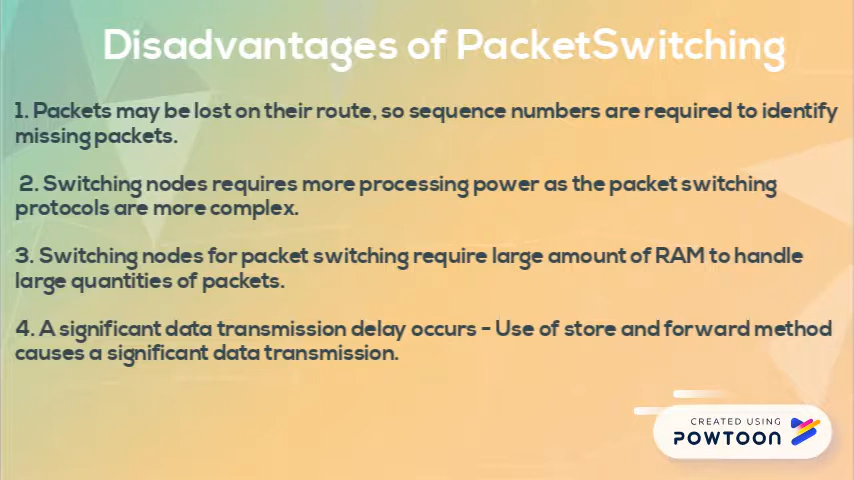 Disadvantages of PacketSwitching
1. Packets may be lost on their route, so sequence numbers are required to identify
missing packets.
2. Switching nodes requires more processing power as the packet switching
protocols are more complex.
3. Switching nodes for packet switching require large amount of RAM to handle
large quantities of packets.
4. A significant data transmission delay occurs - Use of store and forward method
causes a significant data transmission.
CREATED USING
POWTOON